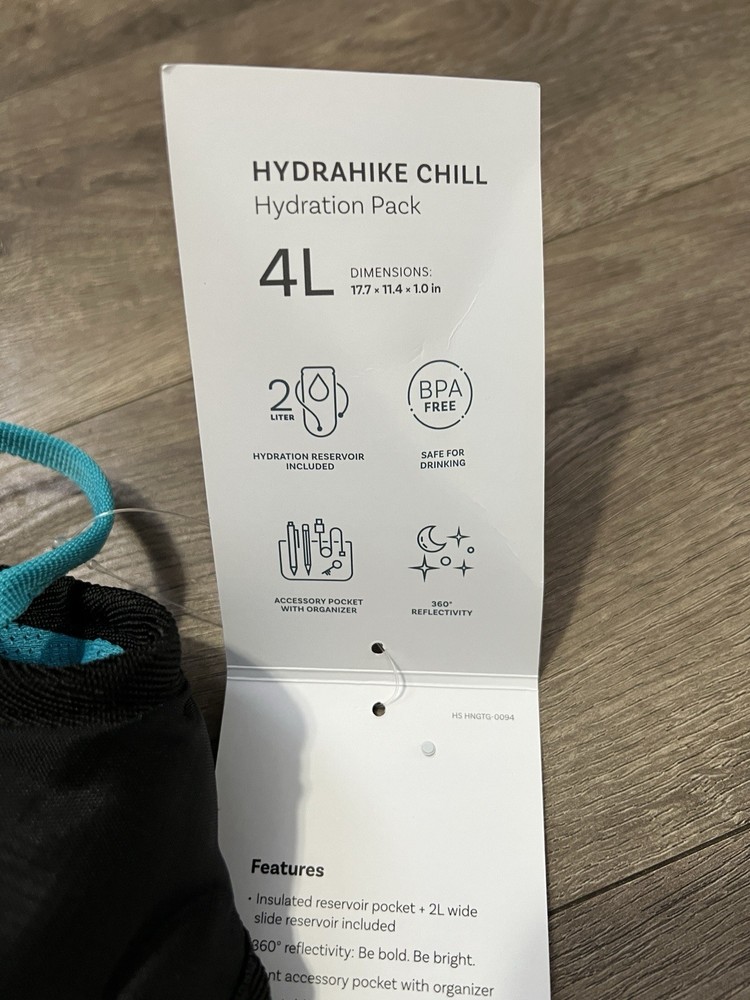 HYDRAHIKE CHILL
Hydration Pack
4L
DIMENSIONS:
17.7 × 11.4 × 1.0 in
2
LITER
HYDRATION RESERVOIR
INCLUDED
BPA
FREE
SAFE FOR
DRINKING
ACCESSORY POCKET
WITH ORGANIZER
360°
REFLECTIVITY
HS HNGTG-0094
Features
• Insulated reservoir pocket + 2L wide
slide reservoir included
360° reflectivity: Be bold. Be bright.
accessory pocket with organizer